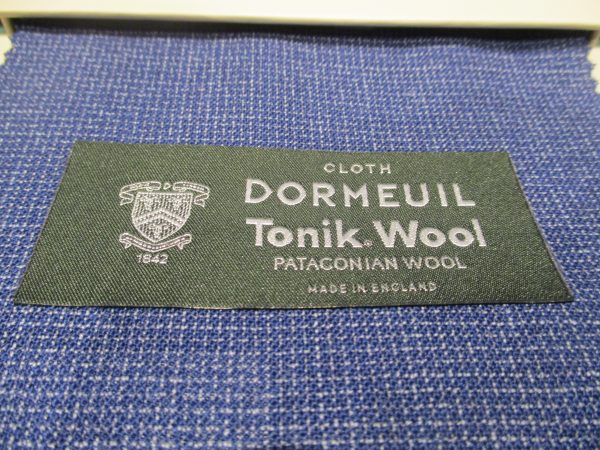 1842
CLOTH
DORMEUIL
Tonik. Wool
PATAGONIAN WOOL
MADE IN ENGLAND